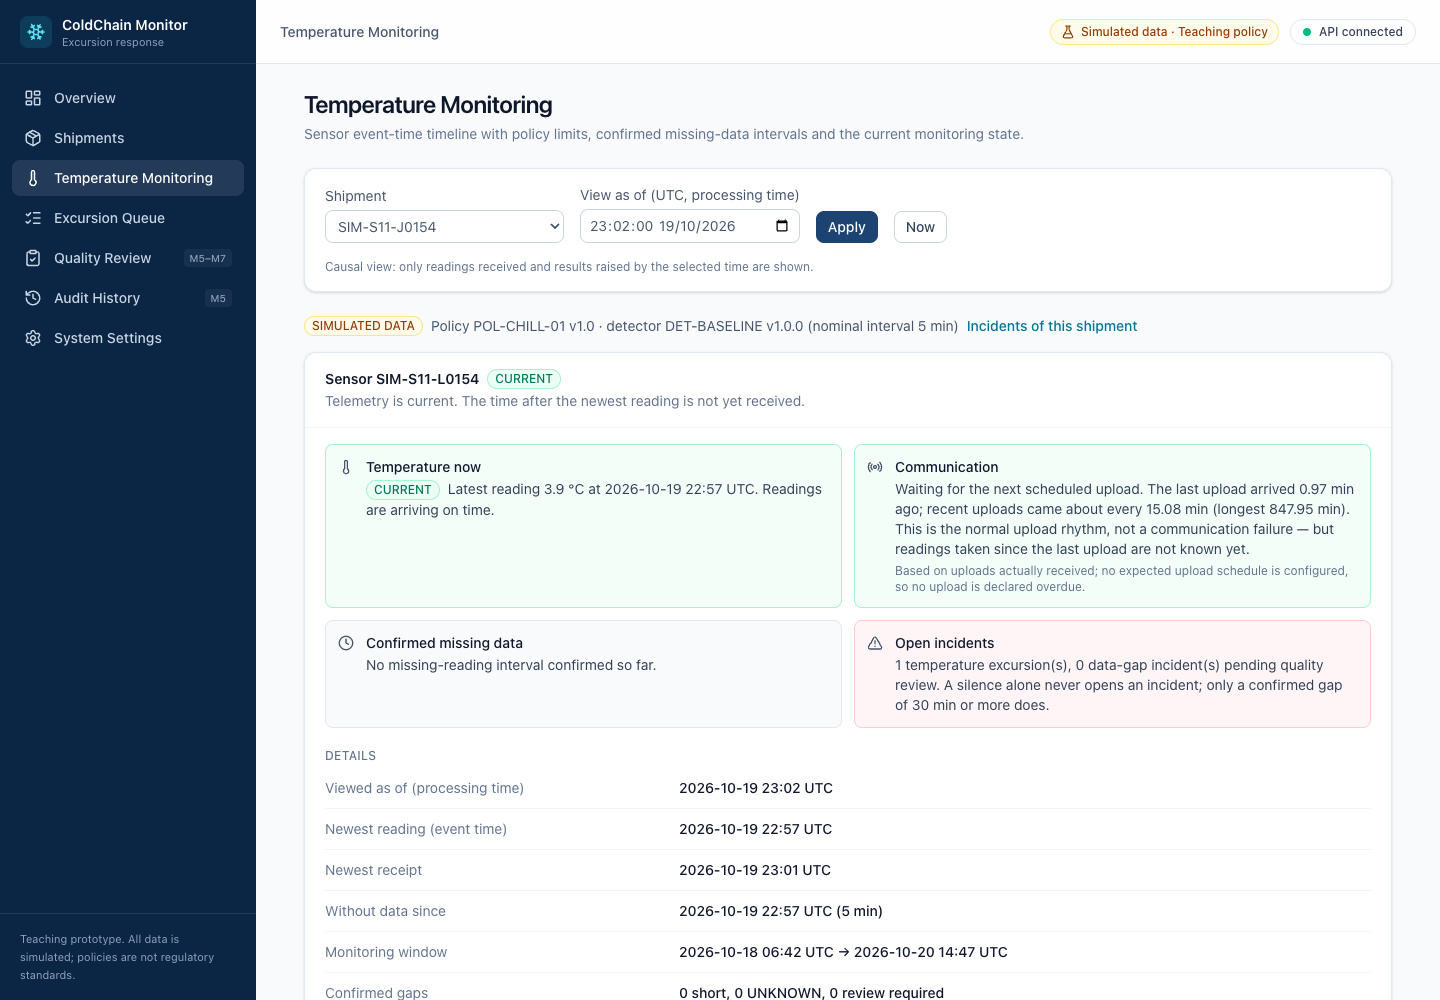 ColdChain Monitor
Excursion response
Overview
Shipments
Temperature Monitoring
Excursion Queue
Quality Review M5–M7
Audit History M5
System Settings
Teaching prototype. All data is
simulated; policies are not regulatory
standards.
Temperature Monitoring
Simulated data · Teaching policy
API connected
Temperature Monitoring
Sensor event-time timeline with policy limits, confirmed missing-data intervals and the current monitoring state.
Shipment
SIM-S11-J0154
View as of (UTC, processing time)
23:02:00 19/10/2026
Apply
Now
Causal view: only readings received and results raised by the selected time are shown.
SIMULATED DATA Policy POL-CHILL-01 v1.0 · detector DET-BASELINE v1.0.0 (nominal interval 5 min) Incidents of this shipment
Sensor SIM-S11-L0154 CURRENT
Telemetry is current. The time after the newest reading is not yet received.
Temperature now
CURRENT Latest reading 3.9 °C at 2026-10-19 22:57 UTC. Readings
are arriving on time.
Communication
Waiting for the next scheduled upload. The last upload arrived 0.97 min
ago; recent uploads came about every 15.08 min (longest 847.95 min).
This is the normal upload rhythm, not a communication failure — but
readings taken since the last upload are not known yet.
Based on uploads actually received; no expected upload schedule is configured,
so no upload is declared overdue.
Confirmed missing data
No missing-reading interval confirmed so far.
Open incidents
1 temperature excursion(s), 0 data-gap incident(s) pending quality
review. A silence alone never opens an incident; only a confirmed gap
of 30 min or more does.
DETAILS
Viewed as of (processing time) 2026-10-19 23:02 UTC
Newest reading (event time) 2026-10-19 22:57 UTC
Newest receipt 2026-10-19 23:01 UTC
Without data since 2026-10-19 22:57 UTC (5 min)
Monitoring window 2026-10-18 06:42 UTC → 2026-10-20 14:47 UTC
Confirmed gaps 0 short, 0 UNKNOWN, 0 review required